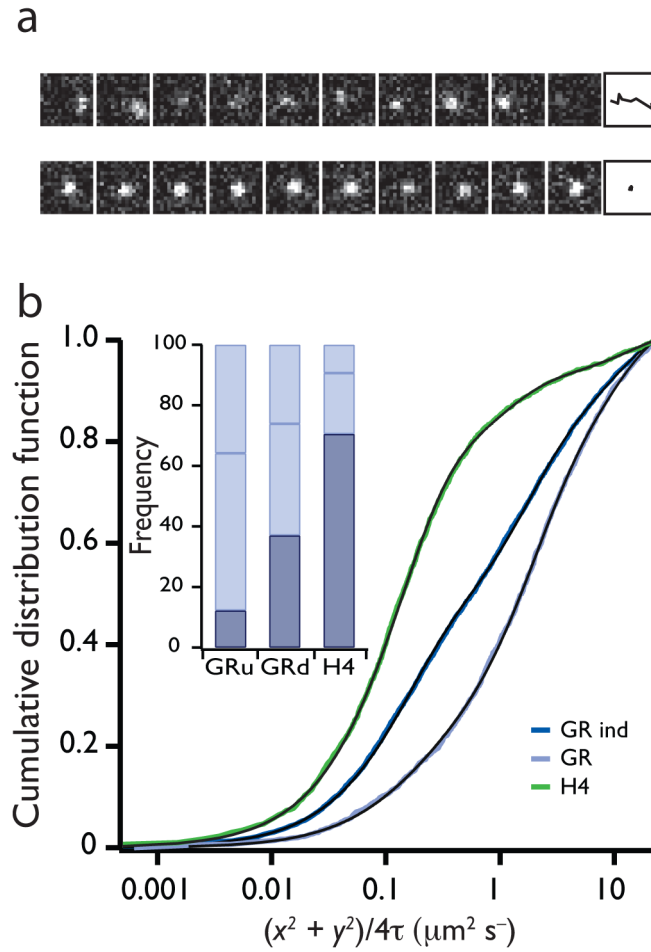 a
b
1.0
0.8
0.6
0.4
0.2
0
Cumulative distribution function
100
80
60
40
20
0
Frequency
GRu GRd H4
GR ind
GR
H4
0.001 0.01 0.1 1 10
(x² + y²)/4τ (μm² s⁻)